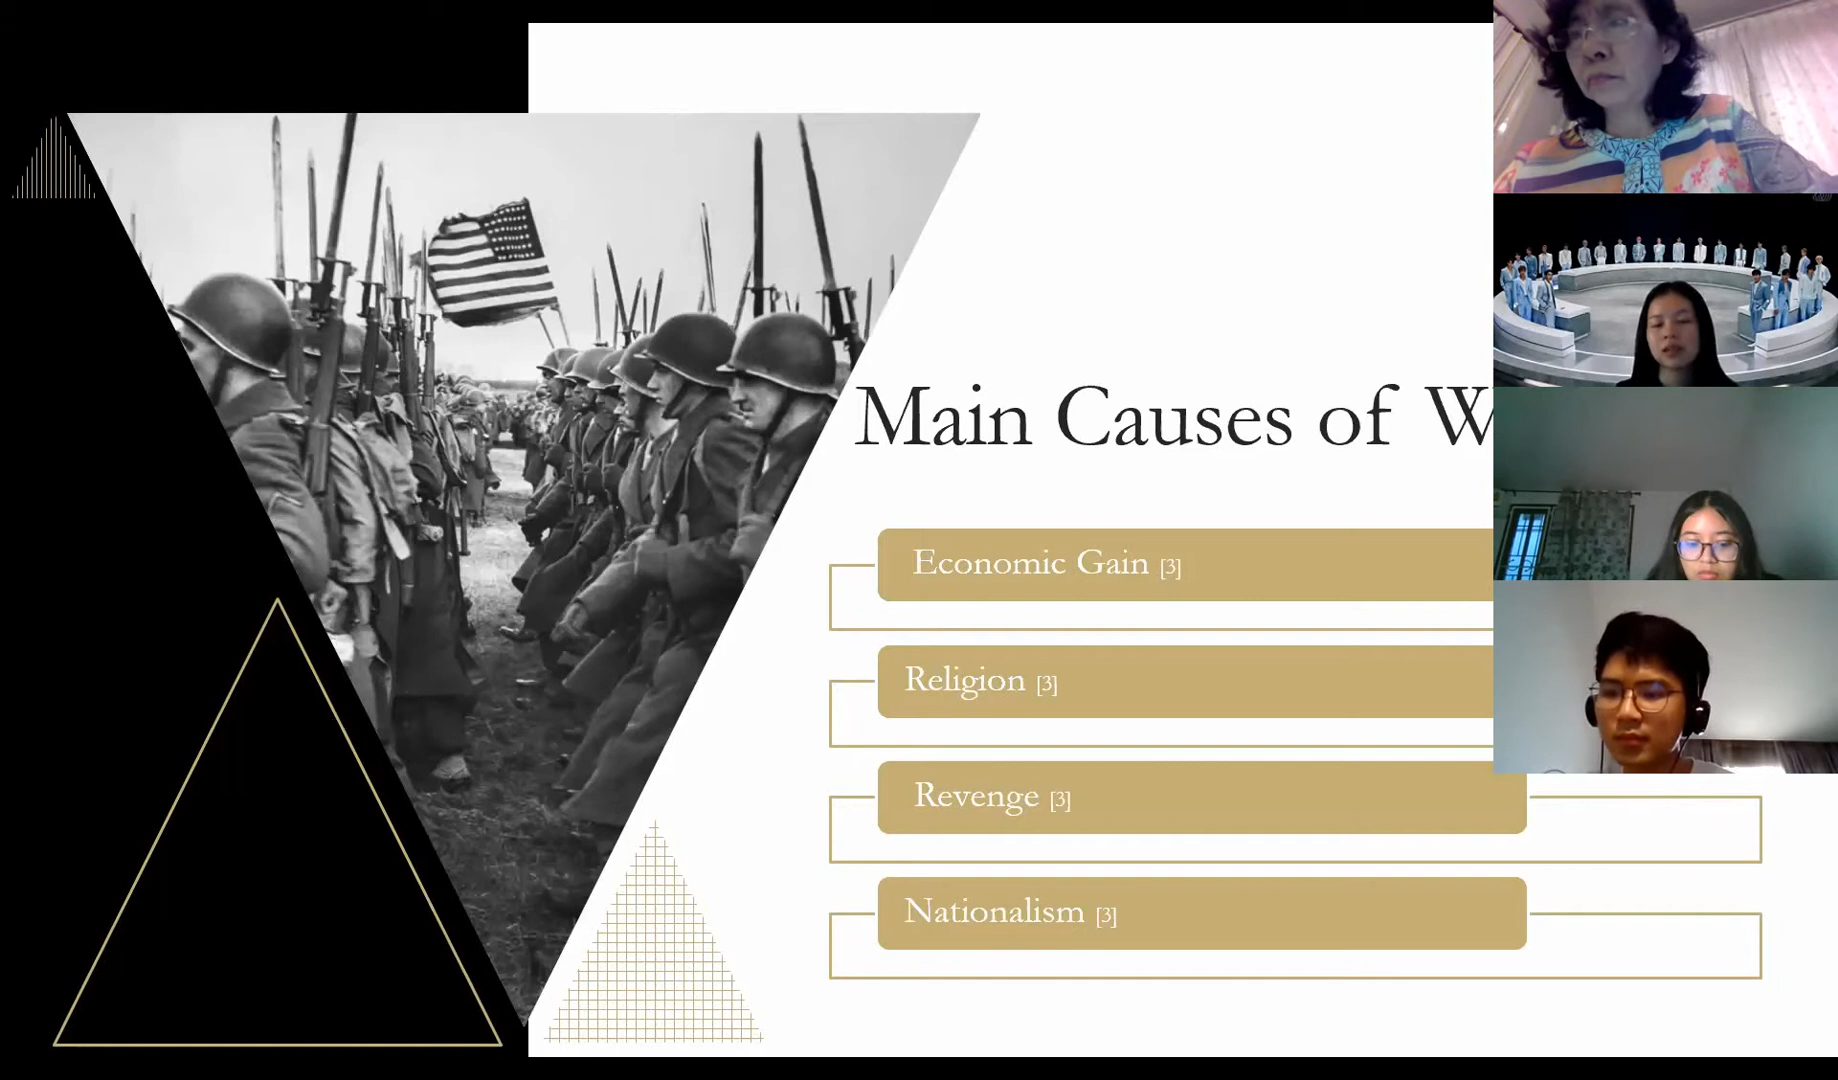 Main Causes of W
Economic Gain [3]
Religion [3]
Revenge [3]
Nationalism [3]